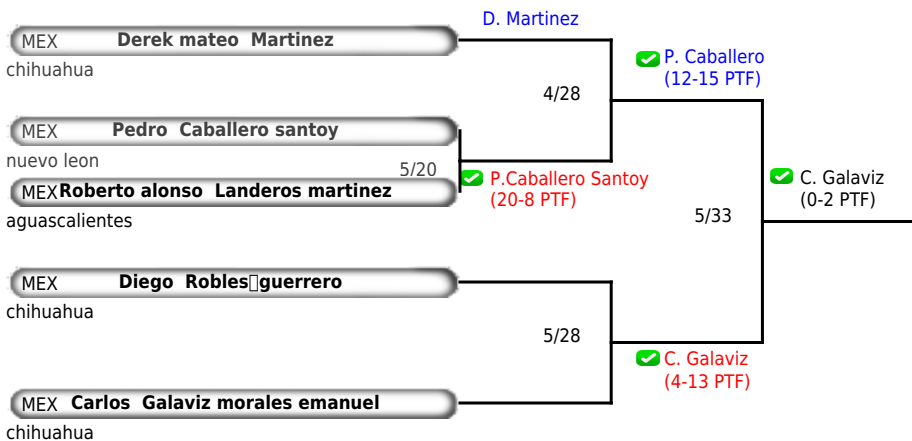 D. Martinez
MEX Derek mateo Martinez
chihuahua
P. Caballero
(12-15 PTF)
4/28
MEX Pedro Caballero santoy
nuevo leon
5/20
P.Caballero Santoy
(20-8 PTF)
MEX Roberto alonso Landeros martinez
aguascalientes
C. Galaviz
(0-2 PTF)
5/33
MEX Diego Robles▯guerrero
chihuahua
5/28
C. Galaviz
(4-13 PTF)
MEX Carlos Galaviz morales emanuel
chihuahua